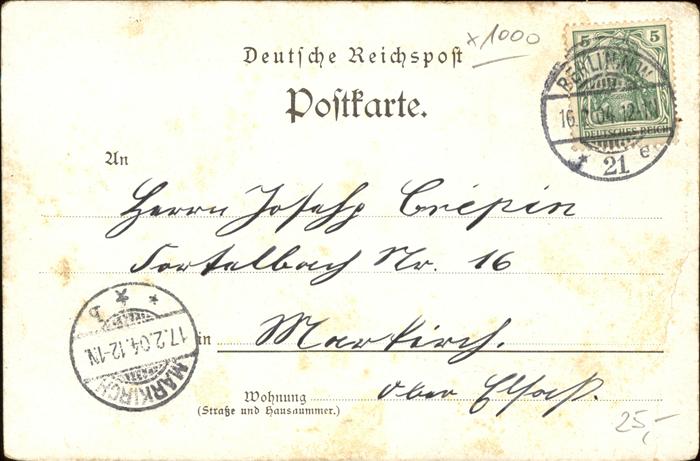 x 1000
Deutsche Reichspost
Postkarte.
5 5
BERLIN N.W.
16. 2. 04. 12-1N
DEUTSCHES REICH
* 21 e
An
Herrn Joseph Crépin
Fortelbach Nr. 16
in Markirch.
Ober Elsaß.
Wohnung
(Straße und Hausnummer.)
* * b
17.2.04.12-1N
MARKIRCH
25,-